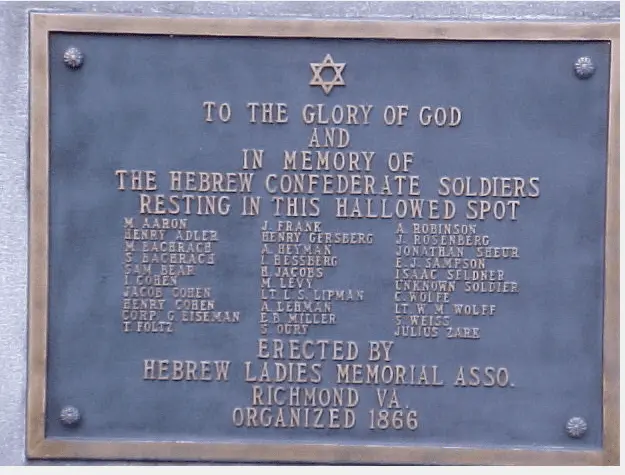 TO THE GLORY OF GOD
AND
IN MEMORY OF
THE HEBREW CONFEDERATE SOLDIERS
RESTING IN THIS HALLOWED SPOT
M. AARON
HENRY ADLER
M. BACHRACH
S. BACHRACH
SAM BEAR
I. COHEN
JACOB COHEN
HENRY COHEN
CORP. G. EISEMAN
T. FOLTZ
J. FRANK
HENRY GERSBERG
A. HEYMAN
I. HESSBERG
H. JACOBS
M. LEVY
LT. L. S. LIPMAN
A. LEHMAN
E.B. MILLER
S. OURY
A. ROBINSON
J. ROSENBERG
JONATHAN SHEUR
E.J. SAMPSON
ISAAC SELDNER
UNKNOWN SOLDIER
C. WOLFE
LT. W. M. WOLFF
S. WEISS
JULIUS ZARK
ERECTED BY
HEBREW LADIES MEMORIAL ASSO.
RICHMOND VA.
ORGANIZED 1866